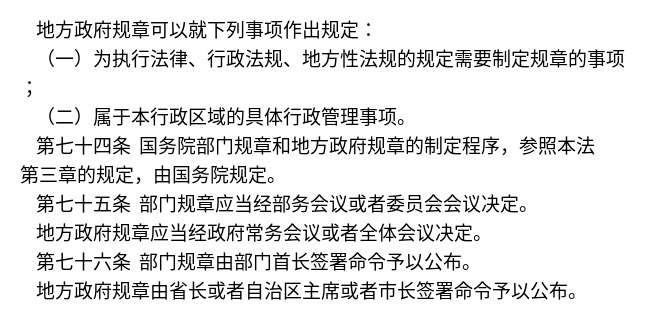 地方政府规章可以就下列事项作出规定：
（一）为执行法律、行政法规、地方性法规的规定需要制定规章的事项
；
（二）属于本行政区域的具体行政管理事项。
第七十四条 国务院部门规章和地方政府规章的制定程序，参照本法
第三章的规定，由国务院规定。
第七十五条 部门规章应当经部务会议或者委员会会议决定。
地方政府规章应当经政府常务会议或者全体会议决定。
第七十六条 部门规章由部门首长签署命令予以公布。
地方政府规章由省长或者自治区主席或者市长签署命令予以公布。